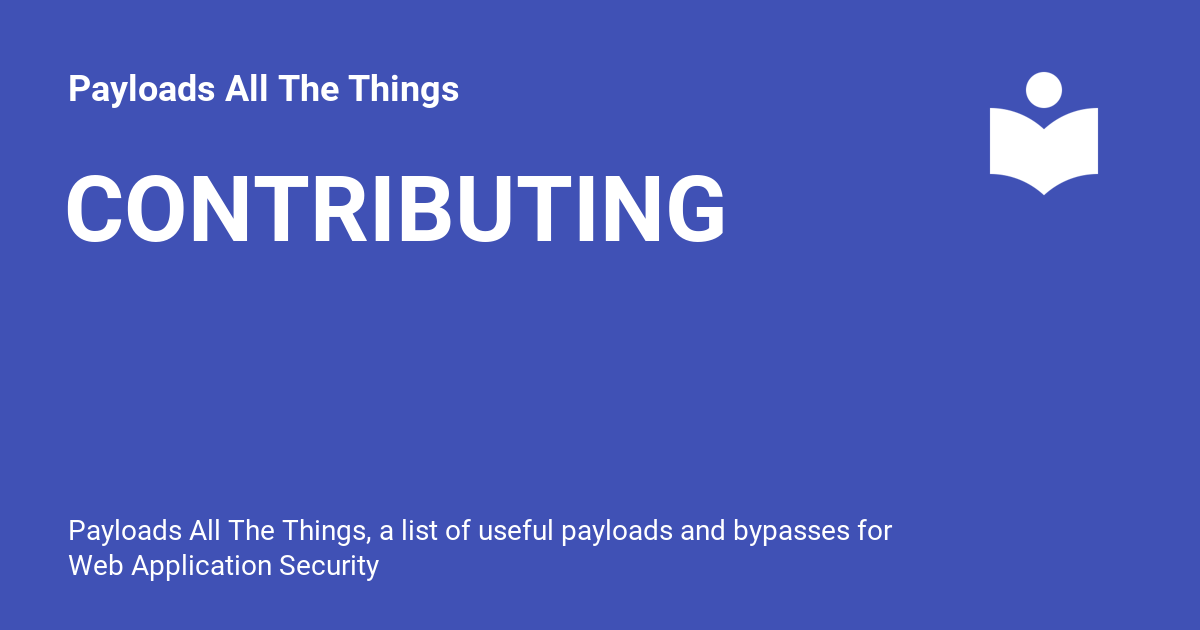 Payloads All The Things
CONTRIBUTING
Payloads All The Things, a list of useful payloads and bypasses for
Web Application Security